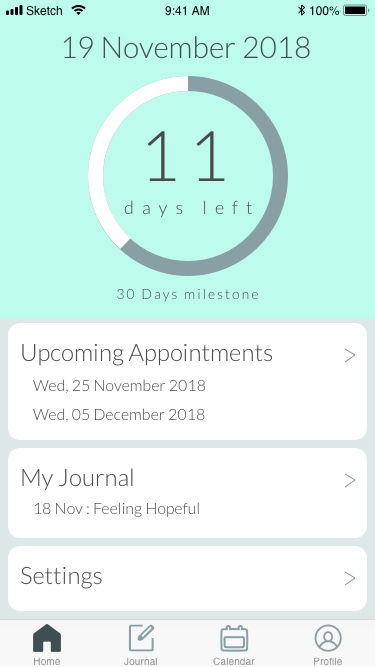 Sketch 9:41 AM 100%
19 November 2018
11
days left
30 Days milestone
Upcoming Appointments
Wed, 25 November 2018
Wed, 05 December 2018
My Journal
18 Nov : Feeling Hopeful
Settings
Home Journal Calendar Profile